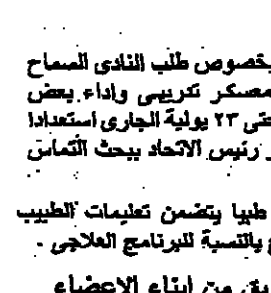 بخصوص طلب النادى السماح
معسكر تدريبى واداء بعض
حتى ٢٣ يولية الجارى استعدادا
رئيس الاتحاد ببحث التماس
طبيا يتضمن تعليمات الطبيب
بالنسبة للبرنامج العلاجى .
من ابناء الاعضاء